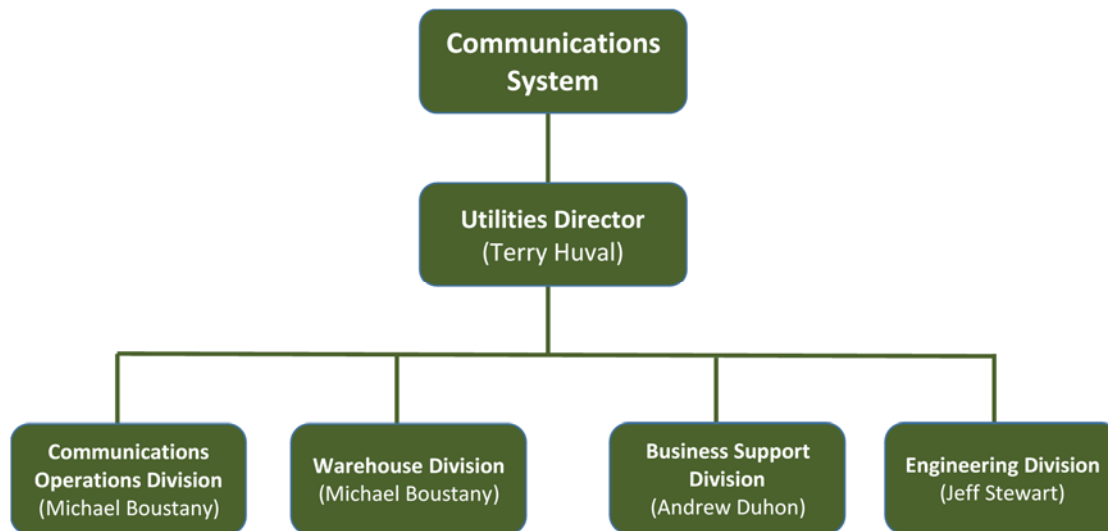 Communications
System
Utilities Director
(Terry Huval)
Communications
Operations Division
(Michael Boustany)
Warehouse Division
(Michael Boustany)
Business Support
Division
(Andrew Duhon)
Engineering Division
(Jeff Stewart)